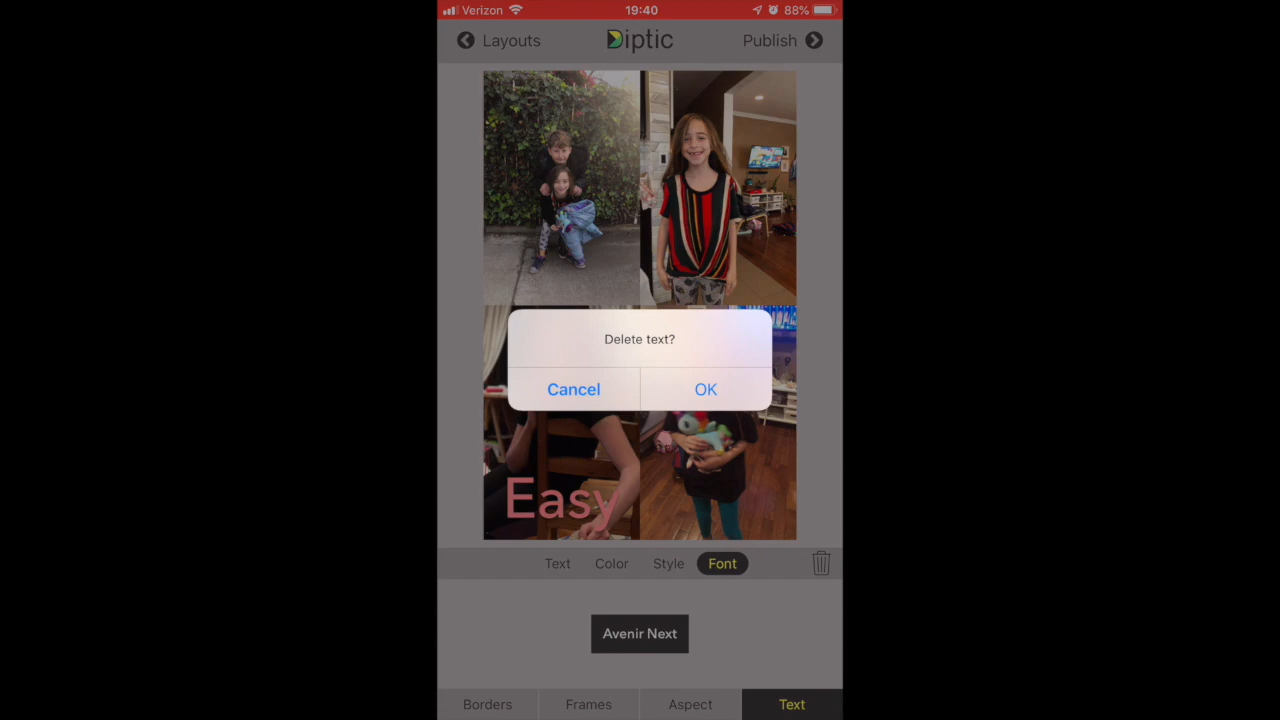 Verizon 19:40 88%
Layouts Diptic Publish
Delete text?
Cancel OK
Easy
Text Color Style Font
Avenir Next
Borders Frames Aspect Text